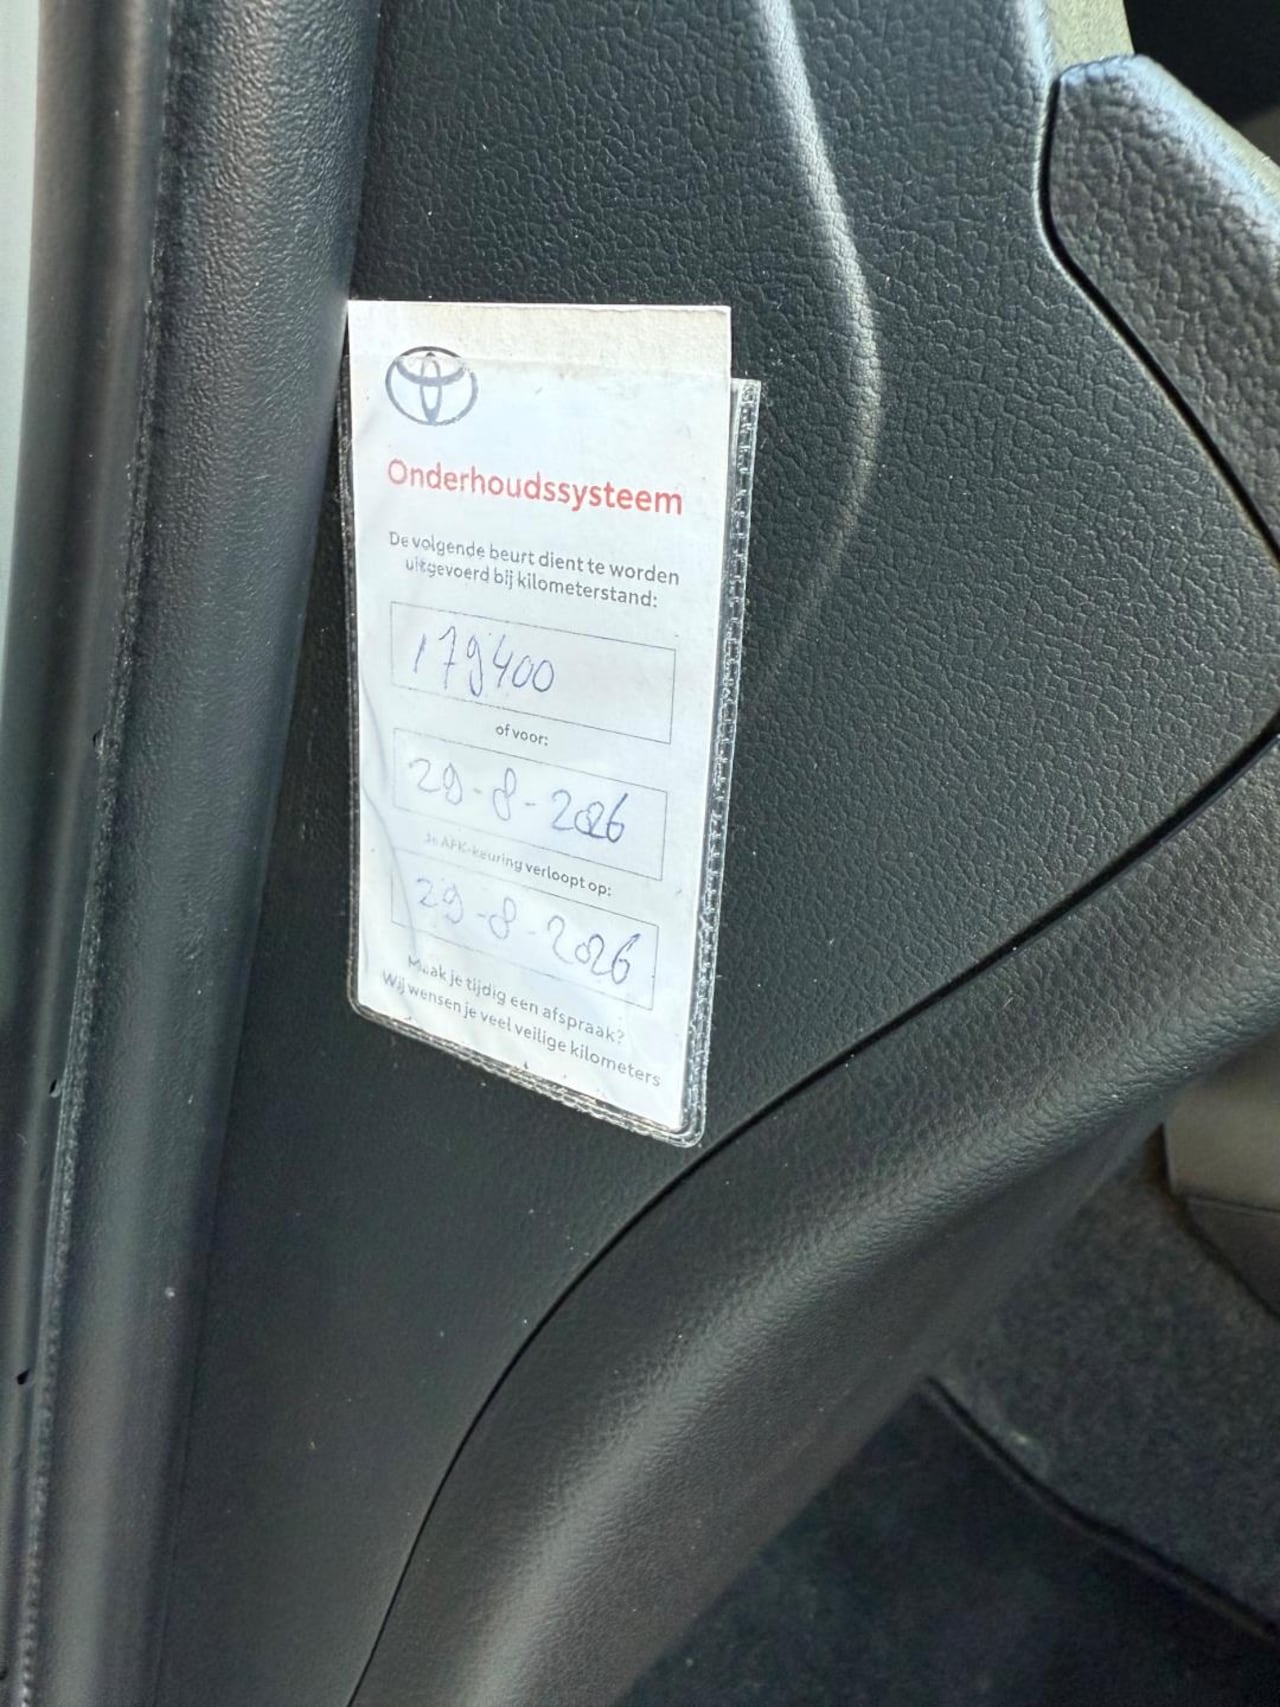 Onderhoudssysteem
De volgende beurt dient te worden
uitgevoerd bij kilometerstand:
179400
of voor:
29-8-2026
Je APK-keuring verloopt op:
29-8-2026
Maak je tijdig een afspraak?
Wij wensen je veel veilige kilometers